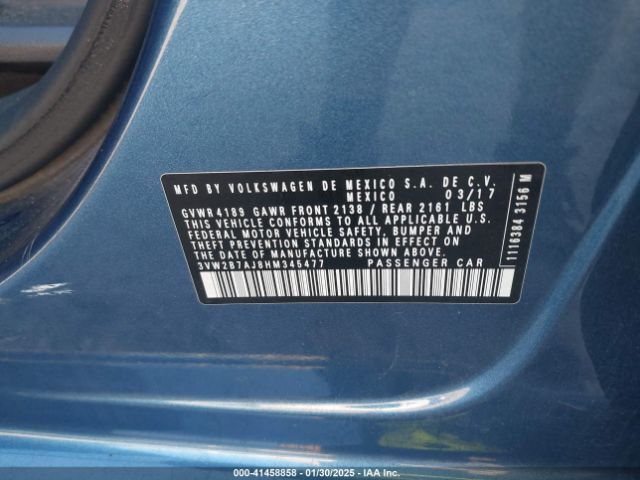 MFD BY VOLKSWAGEN DE MEXICO S.A. DE C.V.
MEXICO 03/17
GVWR 4189 GAWR FRONT 2138 / REAR 2161 LBS
THIS VEHICLE CONFORMS TO ALL APPLICABLE U.S.
FEDERAL MOTOR VEHICLE SAFETY, BUMPER AND
THEFT PREVENTION STANDARDS IN EFFECT ON
THE DATE OF MANUFACTURE SHOWN ABOVE.
3VW2B7AJ8HM345477 PASSENGER CAR
1116384 3156 M
000-41458858 - 01/30/2025 - IAA Inc.